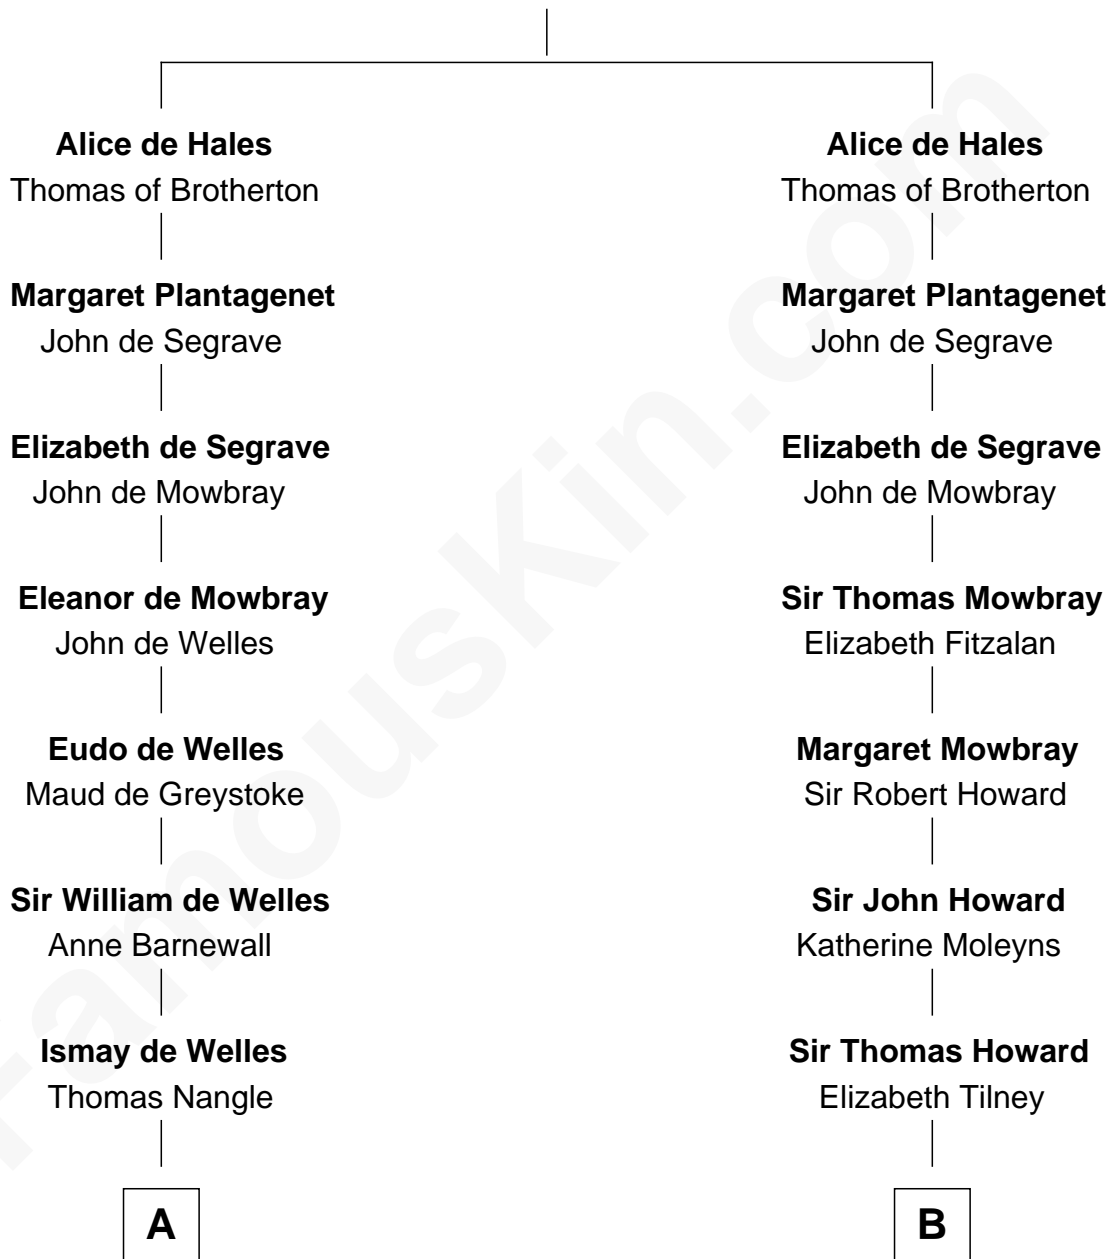 Alice de Hales
Thomas of Brotherton
Margaret Plantagenet
John de Segrave
Elizabeth de Segrave
John de Mowbray
Eleanor de Mowbray
John de Welles
Eudo de Welles
Maud de Greystoke
Sir William de Welles
Anne Barnewall
Ismay de Welles
Thomas Nangle
A
Alice de Hales
Thomas of Brotherton
Margaret Plantagenet
John de Segrave
Elizabeth de Segrave
John de Mowbray
Sir Thomas Mowbray
Elizabeth Fitzalan
Margaret Mowbray
Sir Robert Howard
Sir John Howard
Katherine Moleyns
Sir Thomas Howard
Elizabeth Tilney
B
FamousKin.com